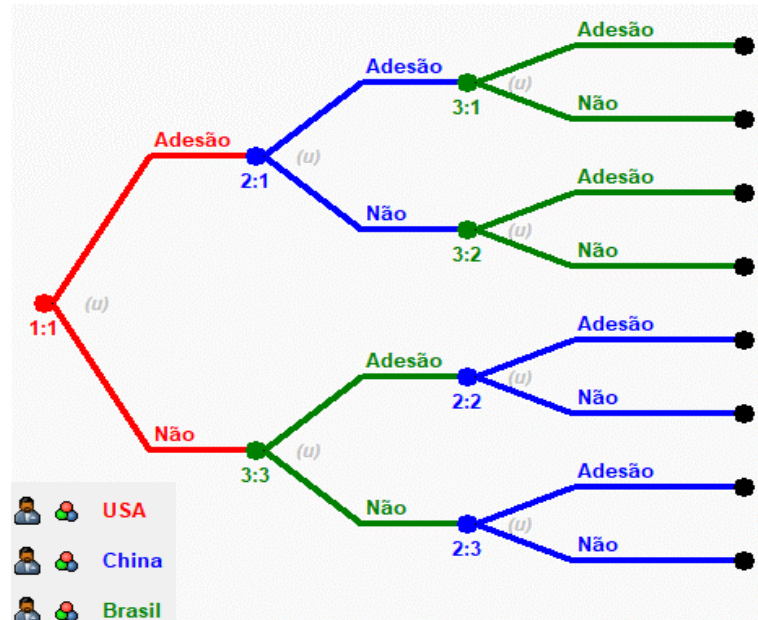 Adesão
Não
Adesão
Não
Adesão
Não
Adesão
Não
Adesão
Não
Adesão
Não
Adesão
Não
1:1
2:1
3:1
3:2
3:3
2:2
2:3
(u)
(u)
(u)
(u)
(u)
(u)
(u)
USA
China
Brasil